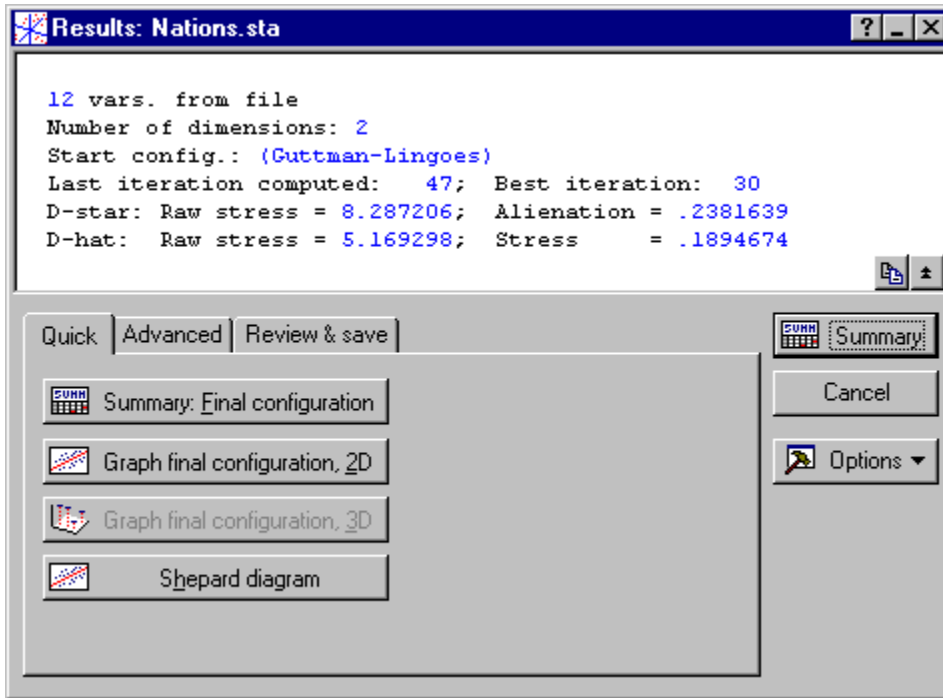 Results: Nations.sta
12 vars. from file
Number of dimensions: 2
Start config.: (Guttman-Lingoes)
Last iteration computed: 47; Best iteration: 30
D-star: Raw stress = 8.287206; Alienation = .2381639
D-hat: Raw stress = 5.169298; Stress = .1894674
Quick Advanced Review & save
SUMM Summary
SUMM Summary: Final configuration
Cancel
Graph final configuration, 2D
Options
Graph final configuration, 3D
Shepard diagram